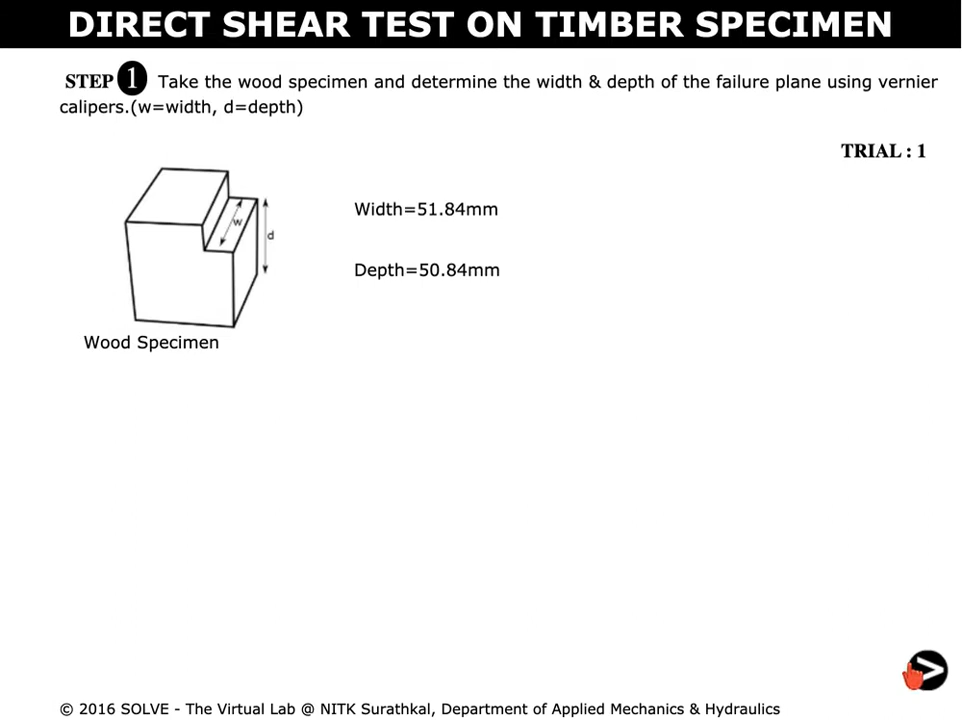 DIRECT SHEAR TEST ON TIMBER SPECIMEN
STEP 1 Take the wood specimen and determine the width & depth of the failure plane using vernier
calipers.(w=width, d=depth)
TRIAL : 1
Width=51.84mm
w
d
Depth=50.84mm
Wood Specimen
© 2016 SOLVE - The Virtual Lab @ NITK Surathkal, Department of Applied Mechanics & Hydraulics